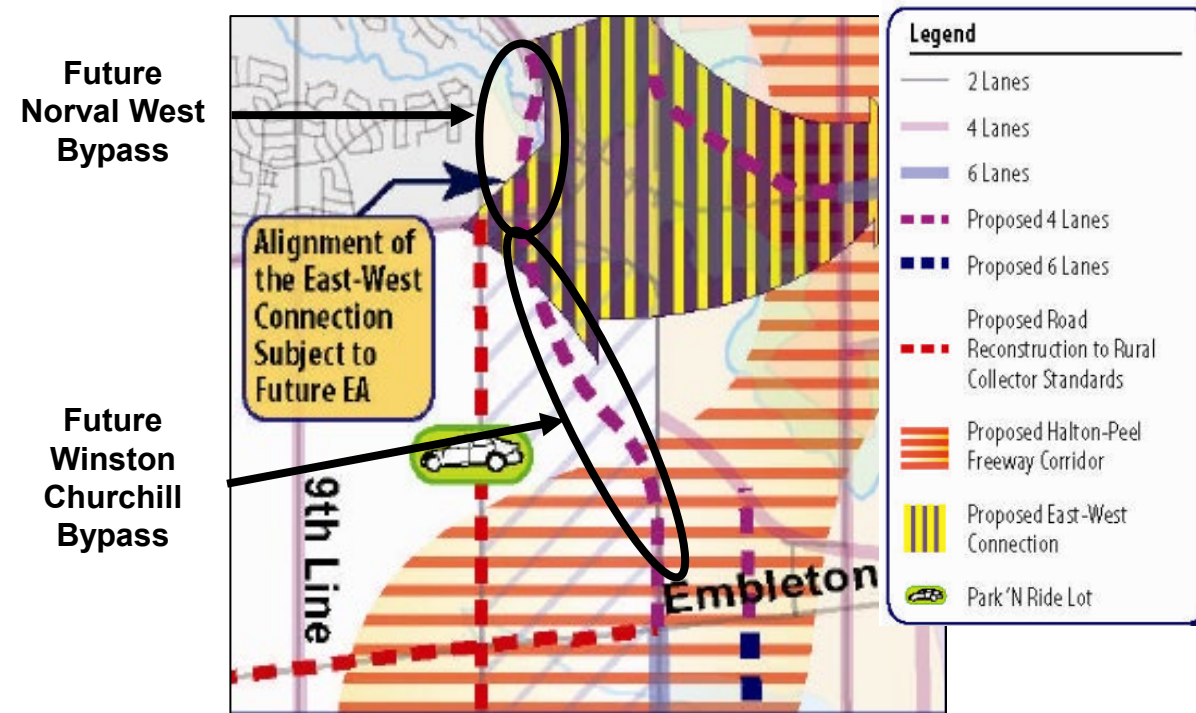 Future
Norval West
Bypass
Alignment of
the East-West
Connection
Subject to
Future EA
Future
Winston
Churchill
Bypass
9th Line
Embleton
Legend
2 Lanes
4 Lanes
6 Lanes
Proposed 4 Lanes
Proposed 6 Lanes
Proposed Road
Reconstruction to Rural
Collector Standards
Proposed Halton-Peel
Freeway Corridor
Proposed East-West
Connection
Park 'N Ride Lot